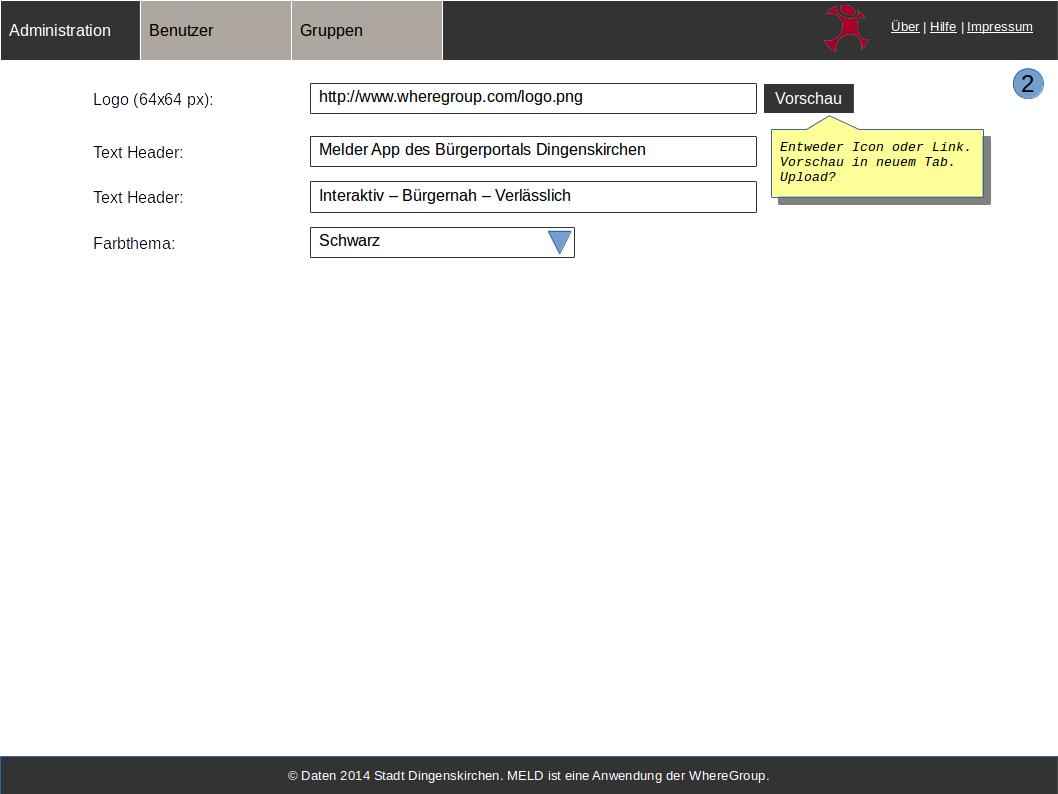 Administration
Benutzer
Gruppen
Über | Hilfe | Impressum
2
Logo (64x64 px):
http://www.wheregroup.com/logo.png
Vorschau
Entweder Icon oder Link.
Vorschau in neuem Tab.
Upload?
Text Header:
Melder App des Bürgerportals Dingenskirchen
Text Header:
Interaktiv – Bürgernah – Verlässlich
Farbthema:
Schwarz
© Daten 2014 Stadt Dingenskirchen. MELD ist eine Anwendung der WhereGroup.